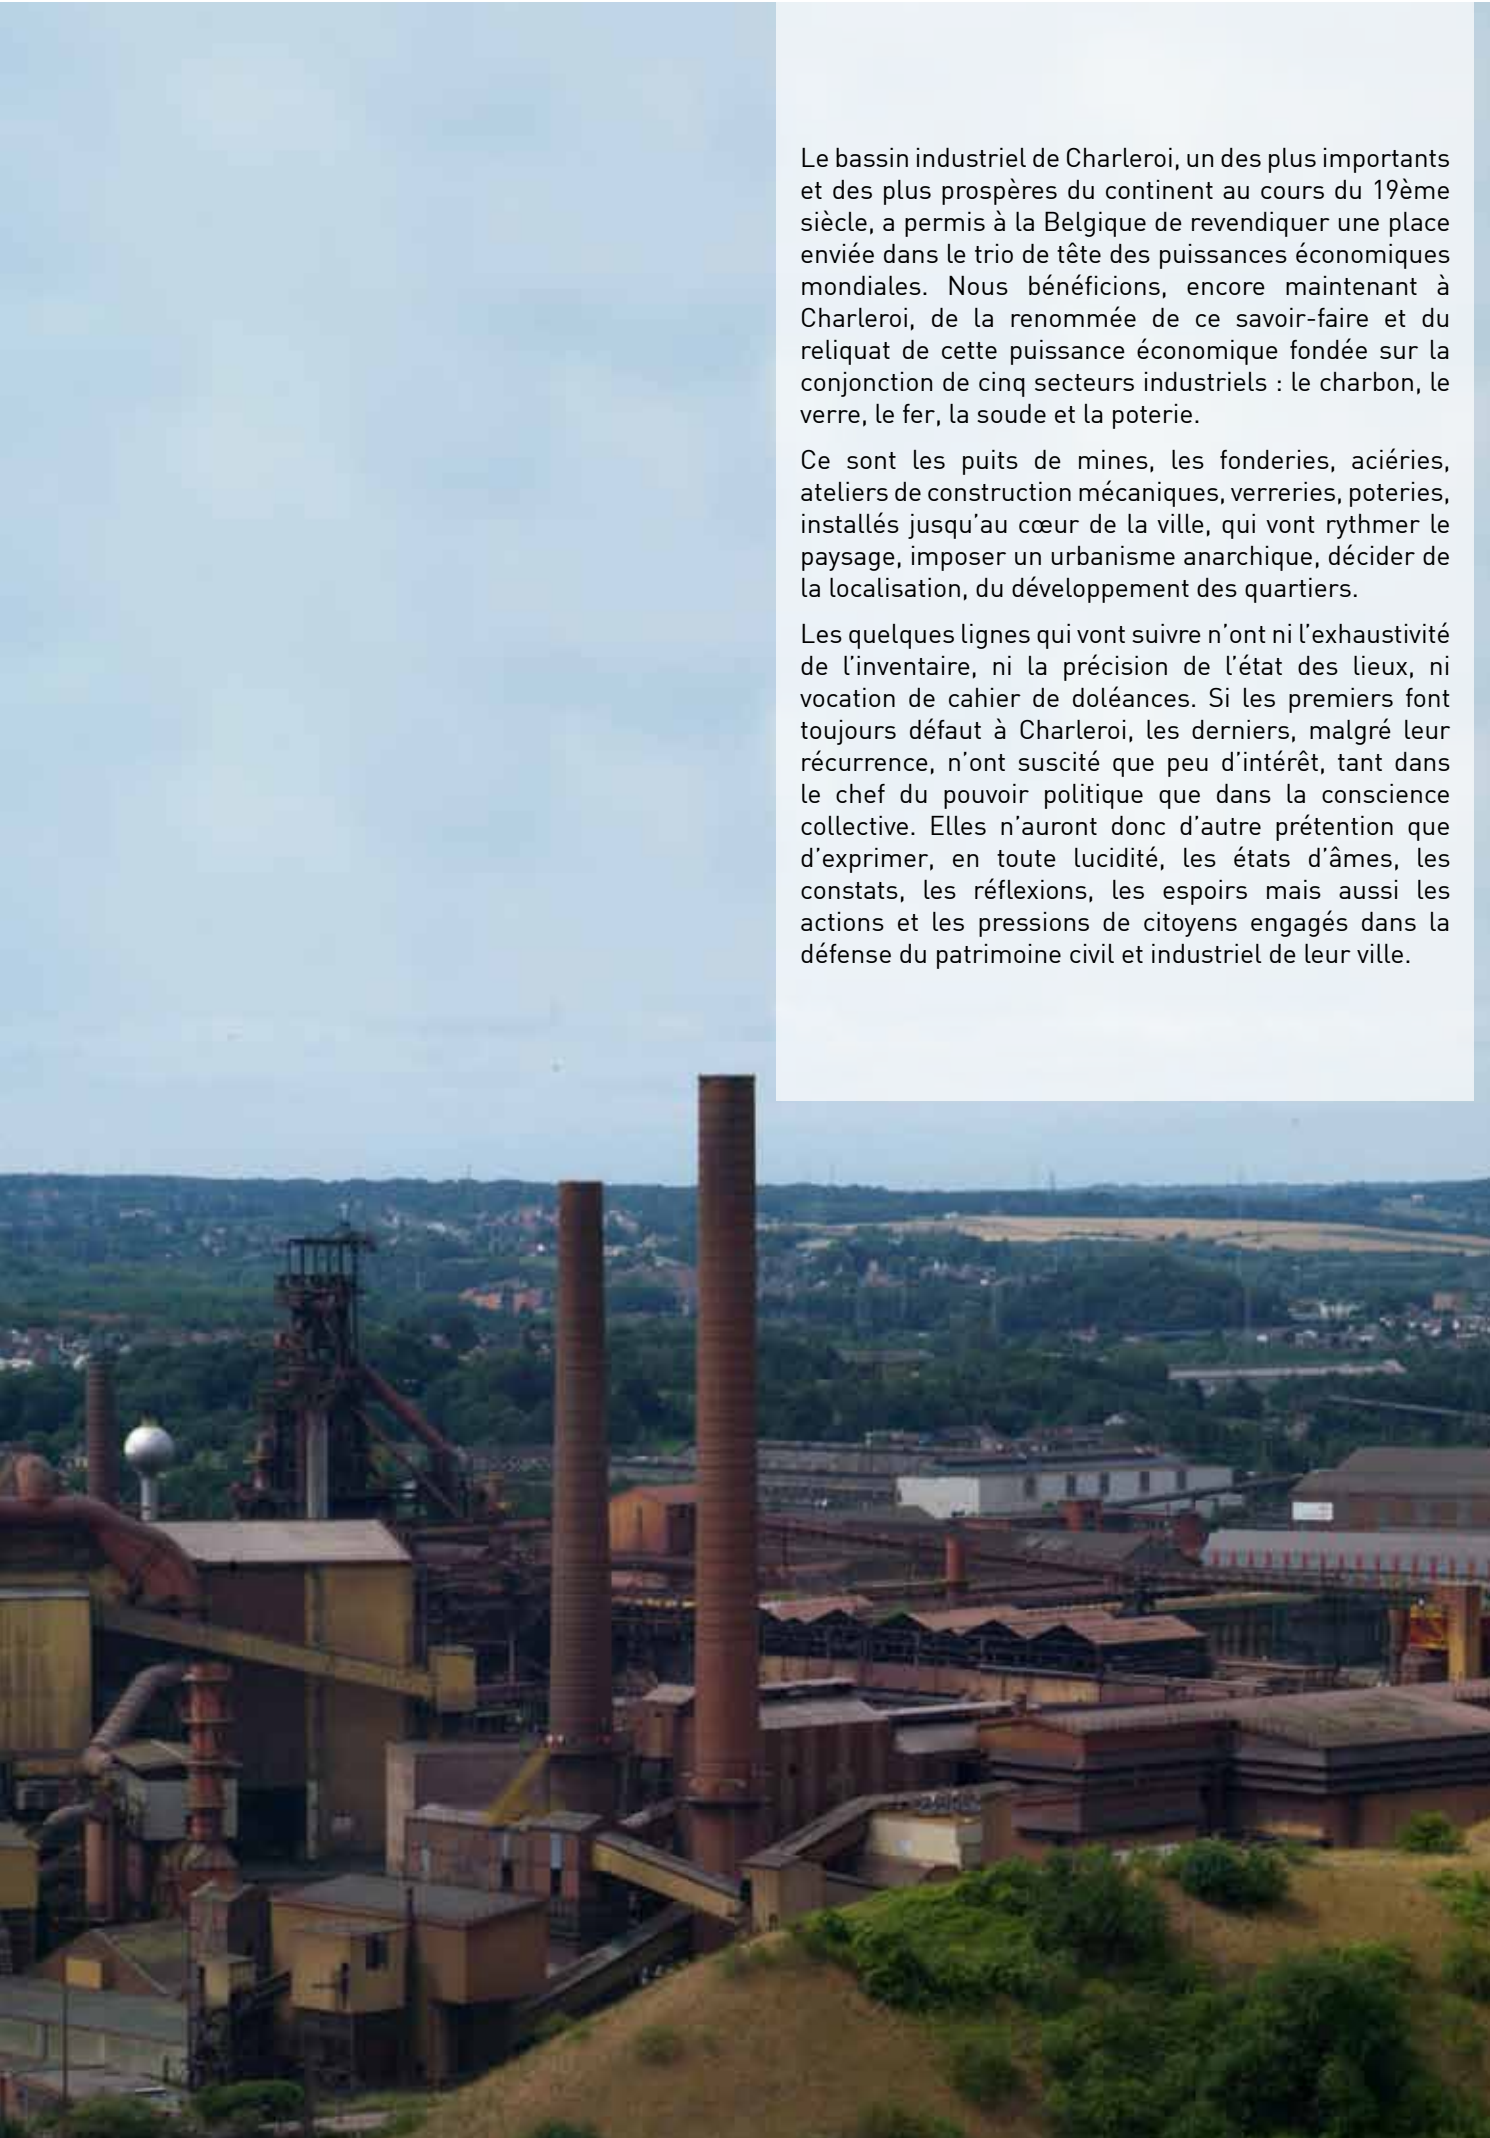 Le bassin industriel de Charleroi, un des plus importants
et des plus prospères du continent au cours du 19ème
siècle, a permis à la Belgique de revendiquer une place
enviée dans le trio de tête des puissances économiques
mondiales. Nous bénéficions, encore maintenant à
Charleroi, de la renommée de ce savoir-faire et du
reliquat de cette puissance économique fondée sur la
conjonction de cinq secteurs industriels : le charbon, le
verre, le fer, la soude et la poterie.
Ce sont les puits de mines, les fonderies, aciéries,
ateliers de construction mécaniques, verreries, poteries,
installés jusqu’au cœur de la ville, qui vont rythmer le
paysage, imposer un urbanisme anarchique, décider de
la localisation, du développement des quartiers.
Les quelques lignes qui vont suivre n’ont ni l’exhaustivité
de l’inventaire, ni la précision de l’état des lieux, ni
vocation de cahier de doléances. Si les premiers font
toujours défaut à Charleroi, les derniers, malgré leur
récurrence, n’ont suscité que peu d’intérêt, tant dans
le chef du pouvoir politique que dans la conscience
collective. Elles n’auront donc d’autre prétention que
d’exprimer, en toute lucidité, les états d’âmes, les
constats, les réflexions, les espoirs mais aussi les
actions et les pressions de citoyens engagés dans la
défense du patrimoine civil et industriel de leur ville.